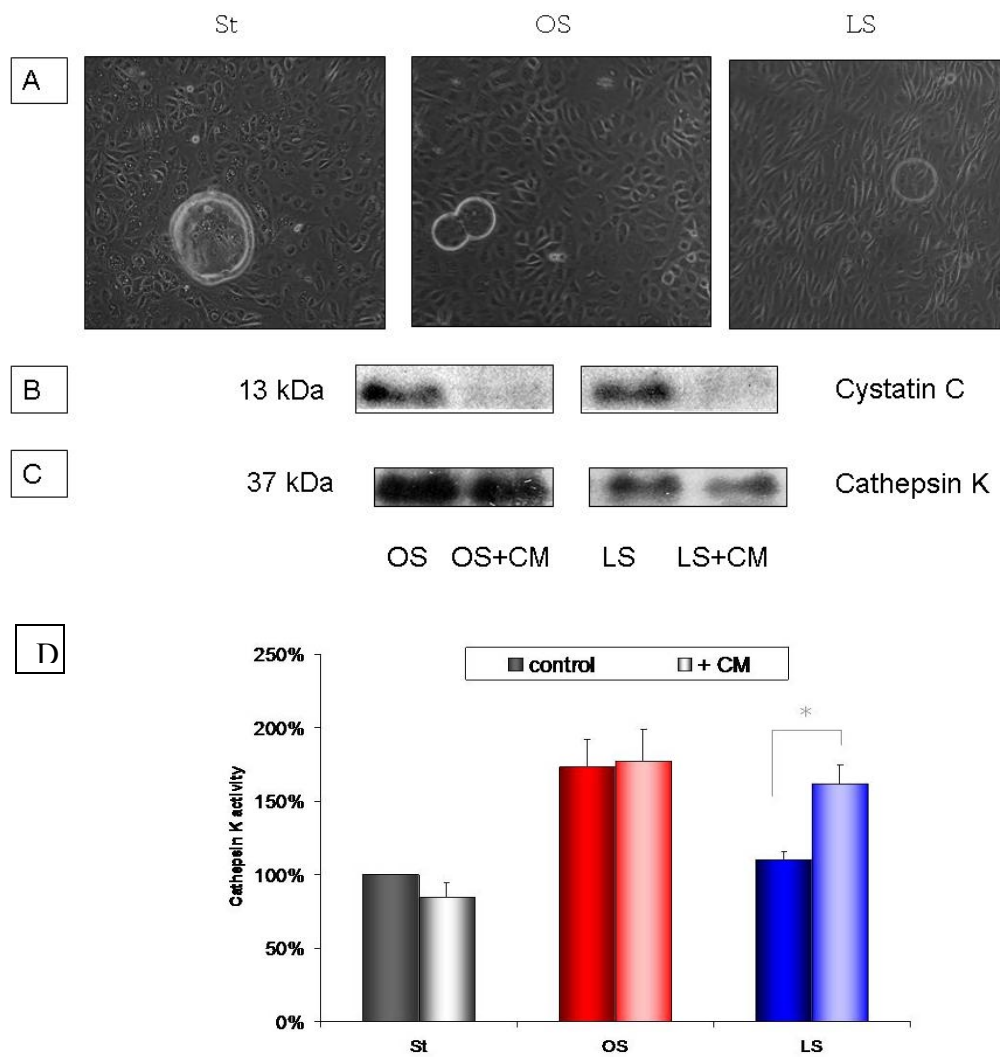 St OS LS
A
B 13 kDa Cystatin C
C 37 kDa Cathepsin K
OS OS+CM LS LS+CM
D
250%
control + CM
200%
*
150%
100%
50%
0%
Cathepsin K activity
St OS LS